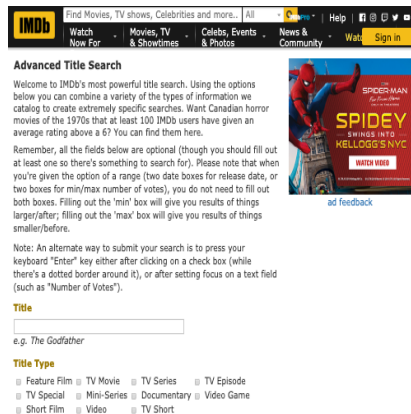 IMDb
Find Movies, TV shows, Celebrities and more.. All
Help
Watch Now For
Movies, TV & Showtimes
Celebs, Events & Photos
News & Community
Wat
Sign in
Advanced Title Search
Welcome to IMDb's most powerful title search. Using the options
below you can combine a variety of the types of information we
catalog to create extremely specific searches. Want Canadian horror
movies of the 1970s that at least 100 IMDb users have given an
average rating above a 6? You can find them here.
Remember, all the fields below are optional (though you should fill out
at least one so there's something to search for). Please note that when
you're given the option of a range (two date boxes for release date, or
two boxes for min/max number of votes), you do not need to fill out
both boxes. Filling out the 'min' box will give you results of things
larger/after; filling out the 'max' box will give you results of things
smaller/before.
Note: An alternate way to submit your search is to press your
keyboard "Enter" key either after clicking on a check box (while
there's a dotted border around it), or after setting focus on a text field
(such as "Number of Votes").
Title
e.g. The Godfather
Title Type
Feature Film TV Movie TV Series TV Episode
TV Special Mini-Series Documentary Video Game
Short Film Video TV Short
SPIDER-MAN
SPIDEY
SWINGS INTO
KELLOGG'S NYC
WATCH VIDEO
ad feedback